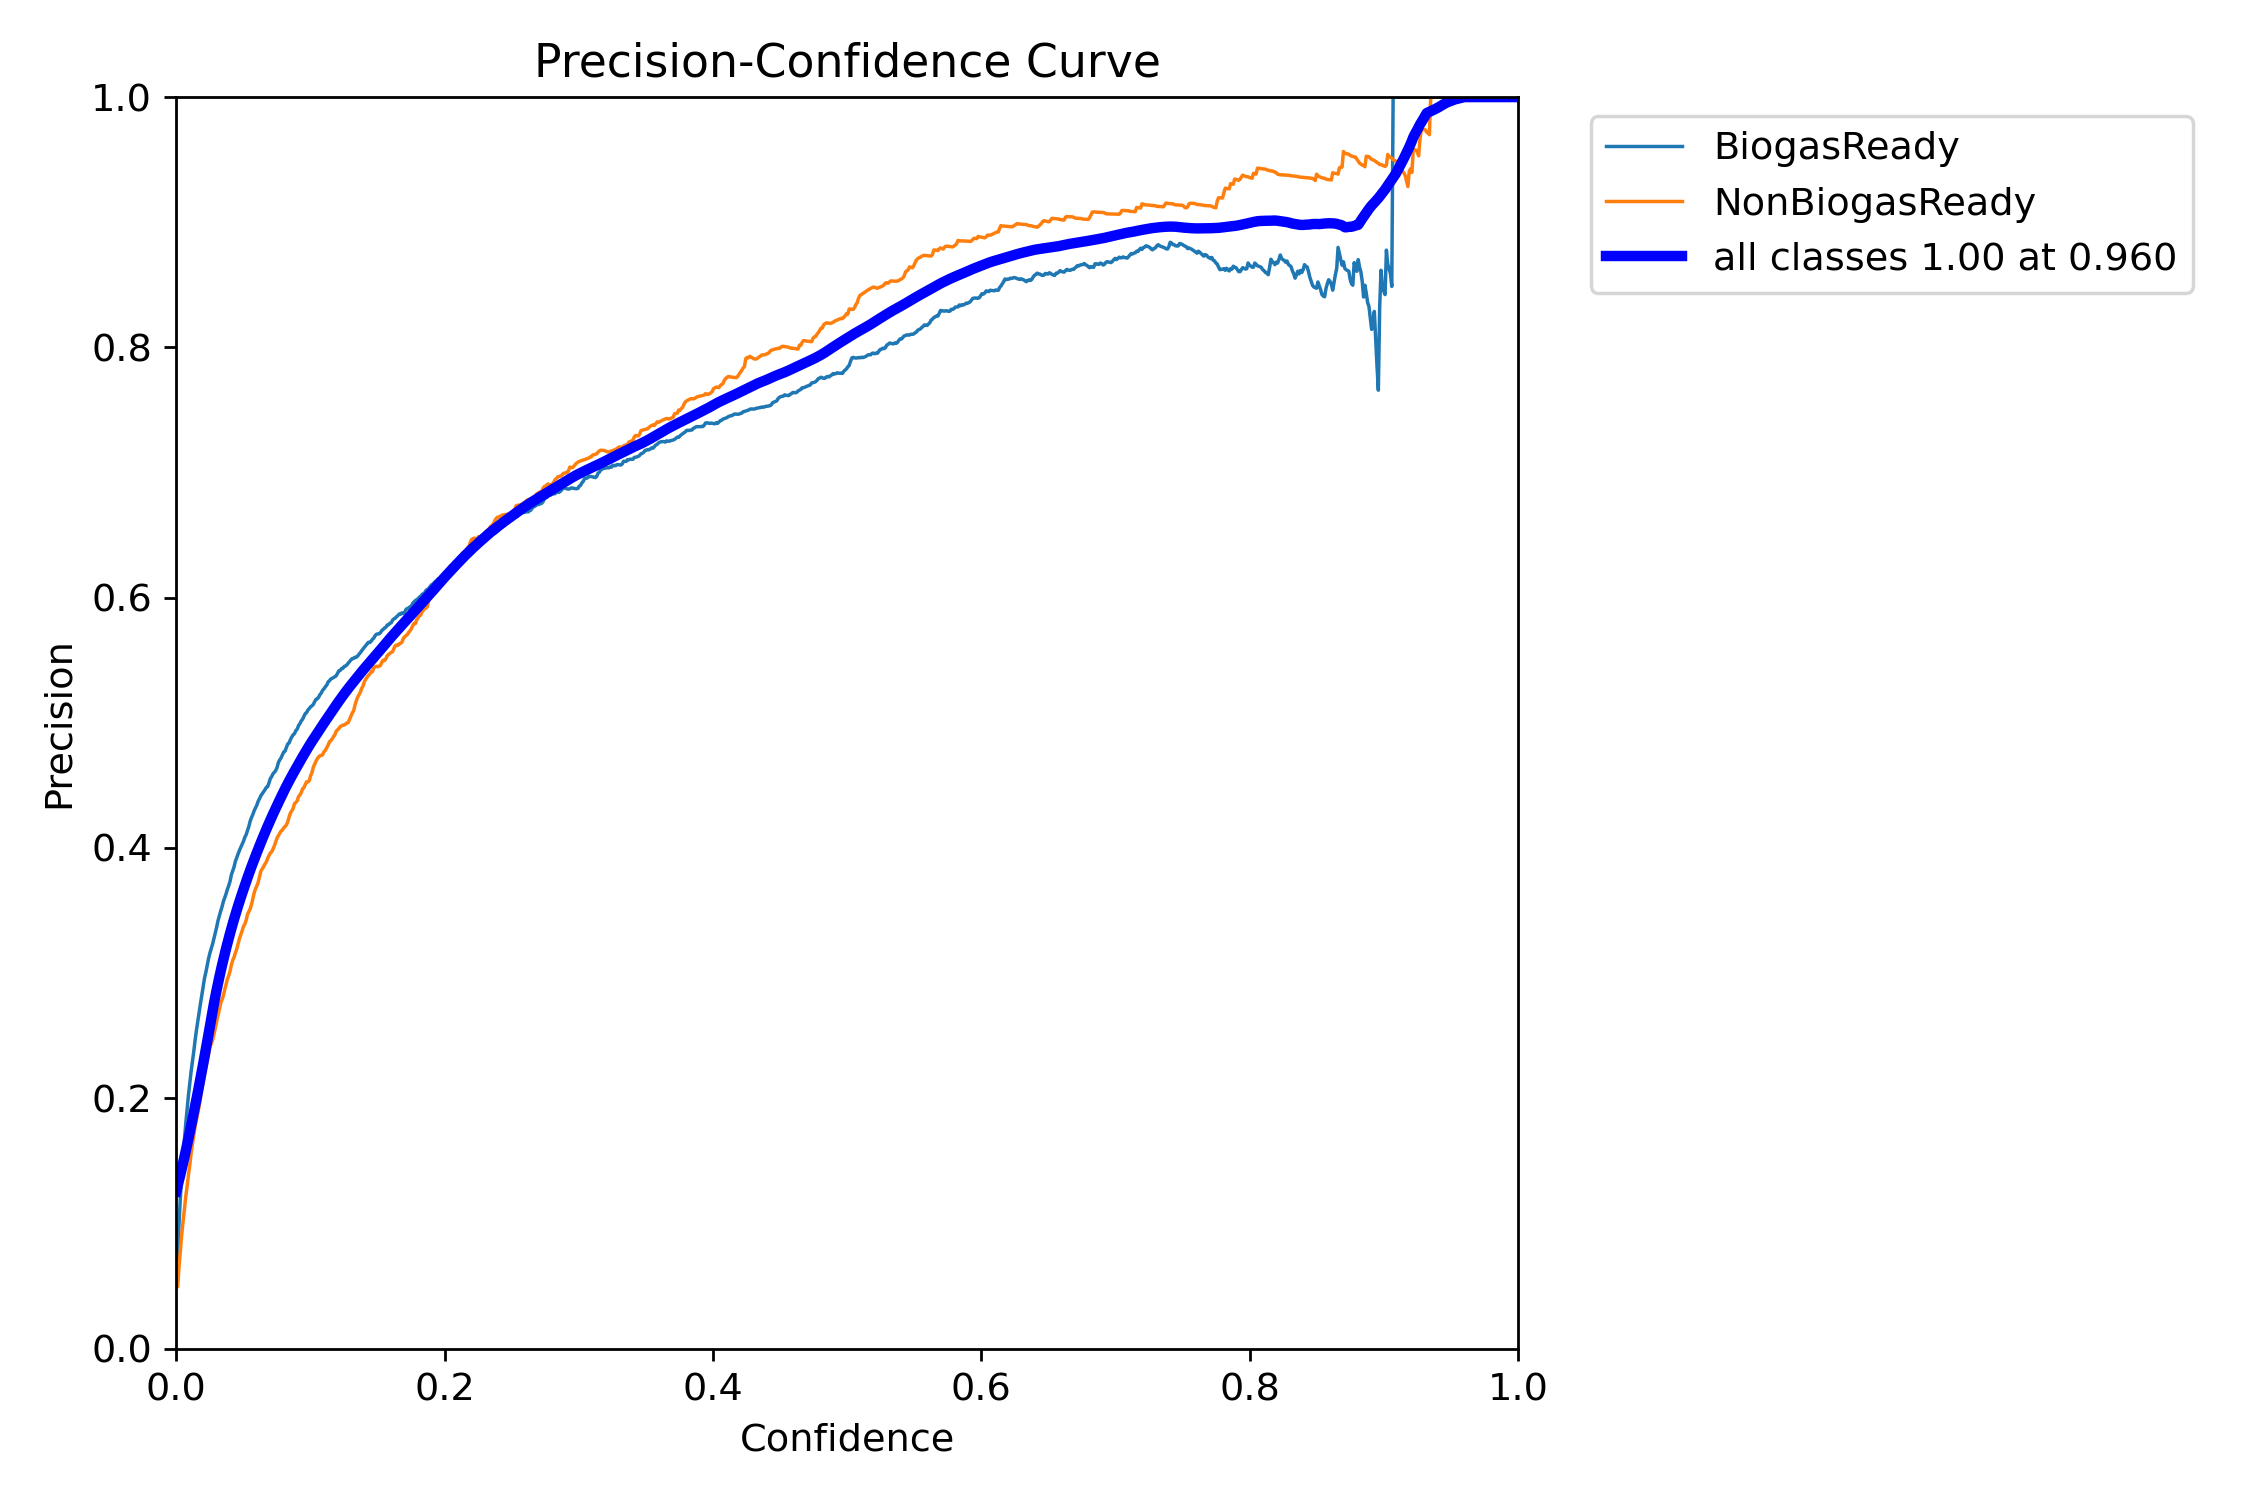 Precision-Confidence Curve
1.0
0.8
0.6
0.4
0.2
0.0
Precision
0.0 0.2 0.4 0.6 0.8 1.0
Confidence
BiogasReady
NonBiogasReady
all classes 1.00 at 0.960